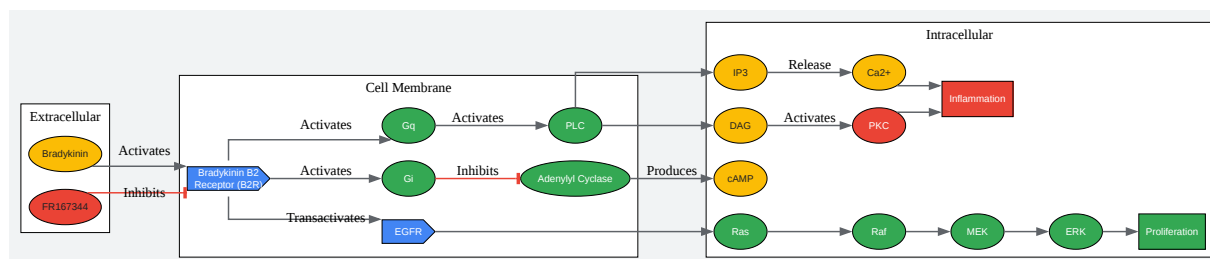 Extracellular
Bradykinin
FR167344
Activates
Inhibits
Cell Membrane
Bradykinin B2
Receptor (B2R)
Activates
Activates
Transactivates
Gq
Gi
EGFR
Activates
Inhibits
PLC
Adenylyl Cyclase
Produces
Intracellular
IP3
Release
Ca2+
DAG
Activates
PKC
Inflammation
cAMP
Ras
Raf
MEK
ERK
Proliferation